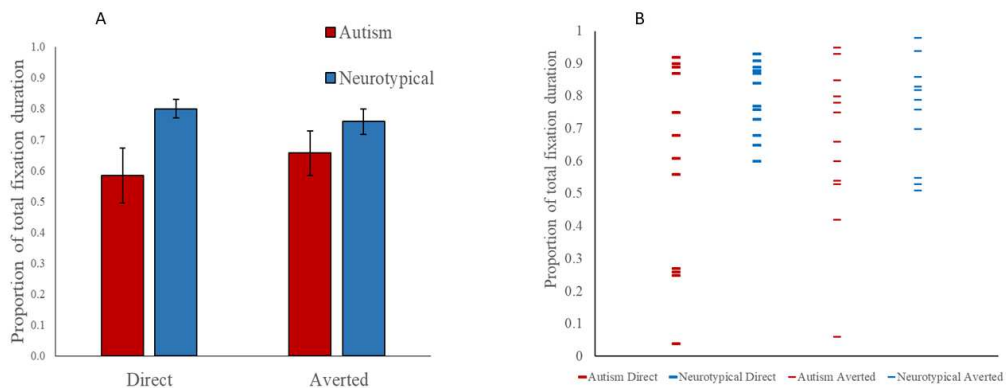 A
Autism
Neurotypical
Proportion of total fixation duration
1.0
0.9
0.8
0.7
0.6
0.5
0.4
0.3
0.2
0.1
0.0
Direct
Averted
B
Proportion of total fixation duration
1
0.9
0.8
0.7
0.6
0.5
0.4
0.3
0.2
0.1
0
Autism Direct
Neurotypical Direct
Autism Averted
Neurotypical Averted